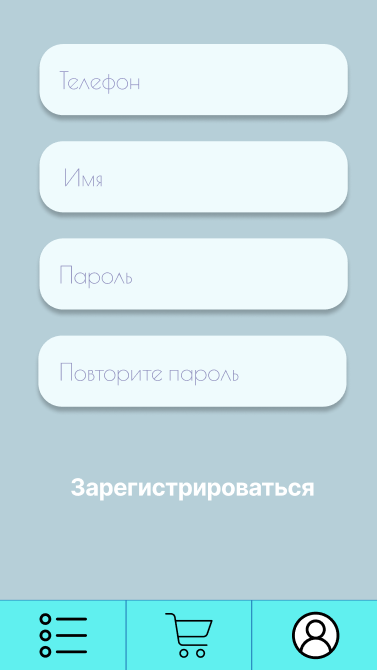 Телефон
Имя
Пароль
Повторите пароль
Зарегистрироваться